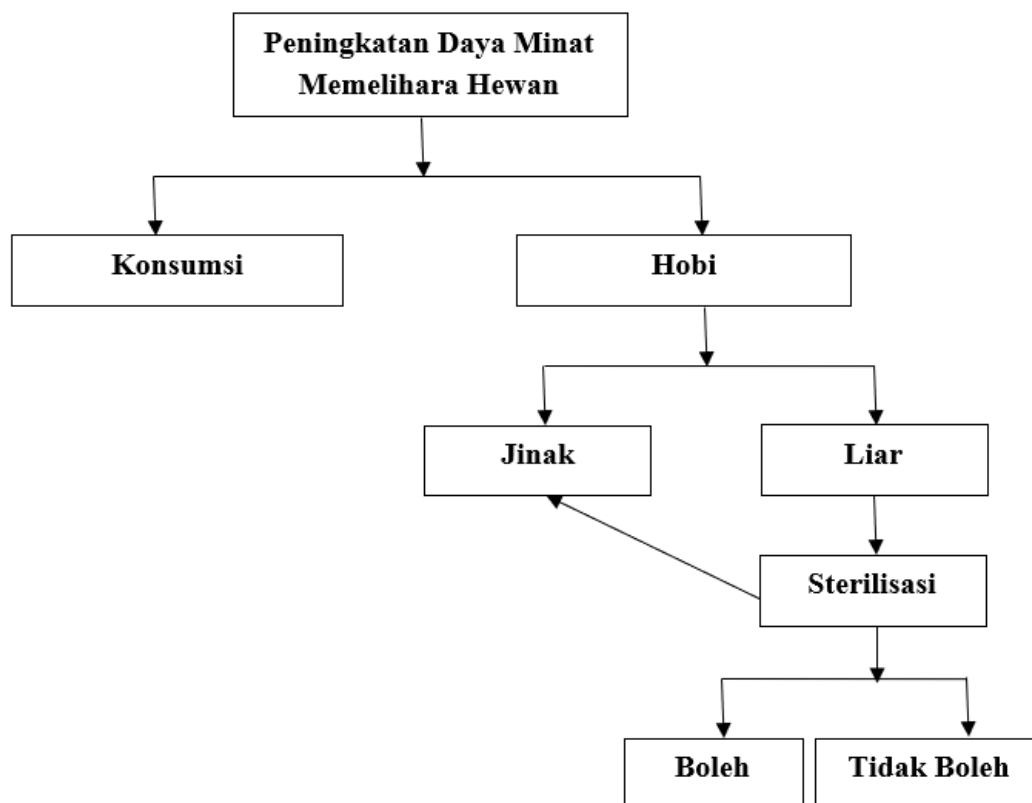 Peningkatan Daya Minat
Memelihara Hewan
Konsumsi
Hobi
Jinak
Liar
Sterilisasi
Boleh
Tidak Boleh